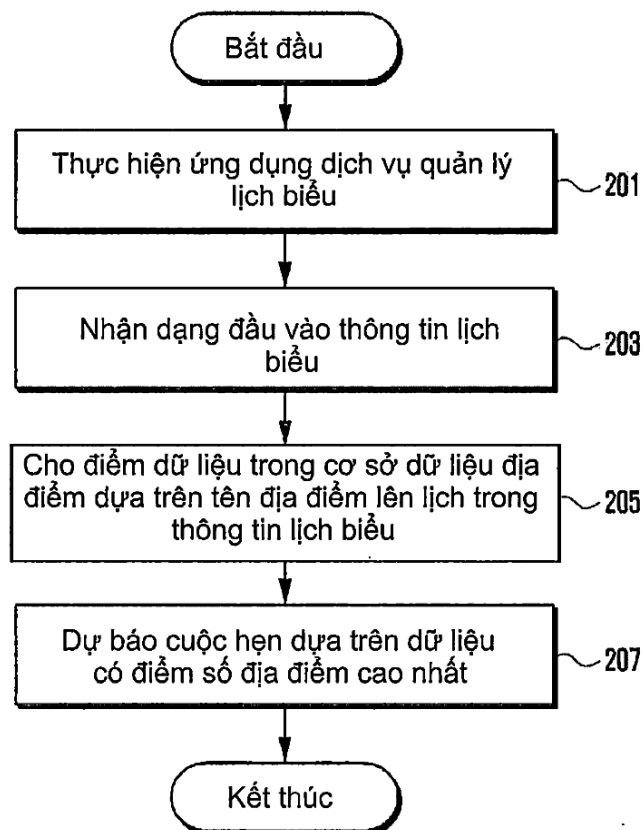 Bắt đầu
Thực hiện ứng dụng dịch vụ quản lý
lịch biểu
201
Nhận dạng đầu vào thông tin lịch
biểu
203
Cho điểm dữ liệu trong cơ sở dữ liệu địa
điểm dựa trên tên địa điểm lên lịch trong
thông tin lịch biểu
205
Dự báo cuộc hẹn dựa trên dữ liệu
có điểm số địa điểm cao nhất
207
Kết thúc